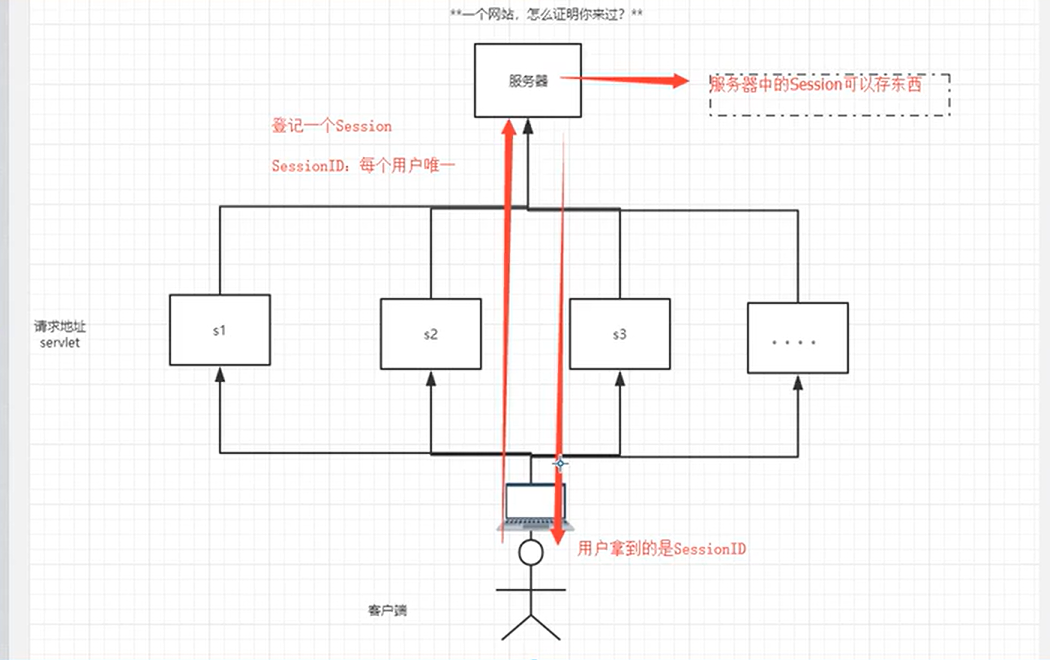 **一个网站，怎么证明你来过？**
服务器
服务器中的Session可以存东西
登记一个Session
SessionID：每个用户唯一
请求地址
servlet
s1
s2
s3
....
用户拿到的是SessionID
客户端